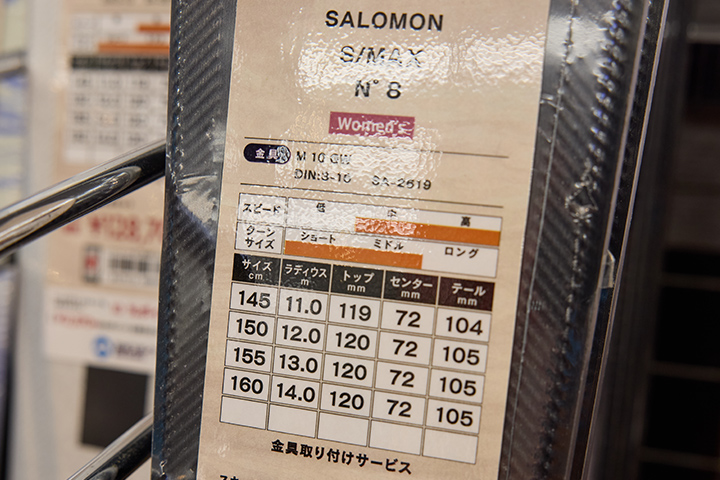 SALOMON
S/MAX
N°8
Women's
金具 M 10 GW
DIN:3-10 SA-2619
スピード 低 中 高
ターンサイズ ショート ミドル ロング
サイズ cm ラディウス m トップ mm センター mm テール mm
145 11.0 119 72 104
150 12.0 120 72 105
155 13.0 120 72 105
160 14.0 120 72 105
金具取り付けサービス